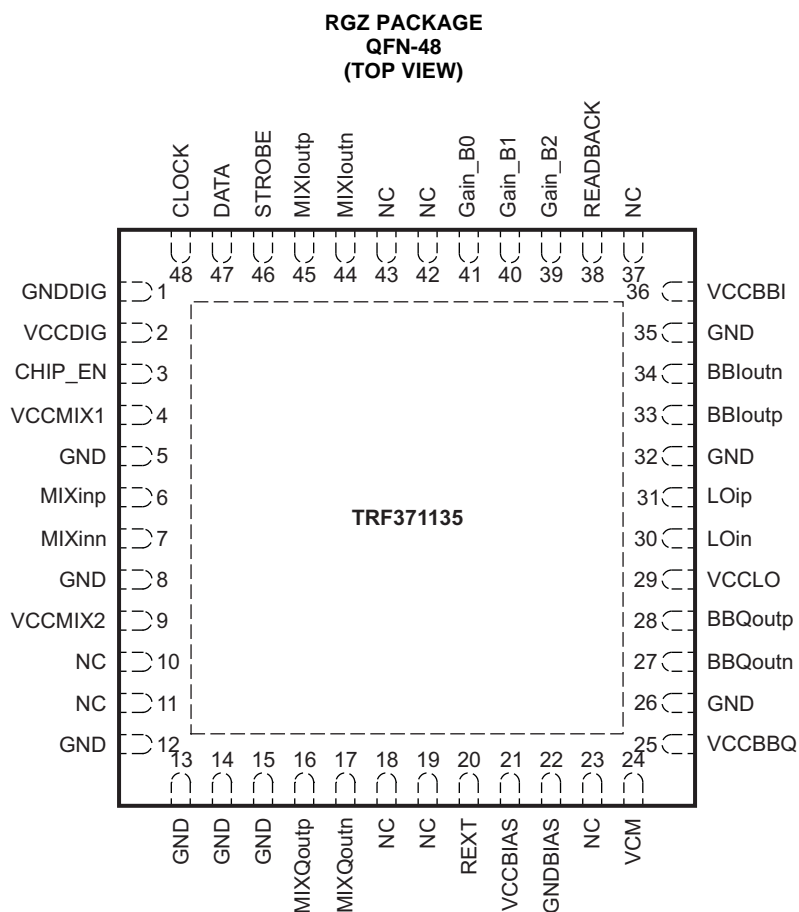 RGZ PACKAGE
QFN-48
(TOP VIEW)
CLOCK
DATA
STROBE
MIXIoutp
MIXIoutn
NC
NC
Gain_B0
Gain_B1
Gain_B2
READBACK
NC
48 47 46 45 44 43 42 41 40 39 38 37
GNDDIG 1 36 VCCBBI
VCCDIG 2 35 GND
CHIP_EN 3 34 BBIoutn
VCCMIX1 4 33 BBIoutp
GND 5 32 GND
MIXinp 6 31 LOip
TRF371135
MIXinn 7 30 LOin
GND 8 29 VCCLO
VCCMIX2 9 28 BBQoutp
NC 10 27 BBQoutn
NC 11 26 GND
GND 12 25 VCCBBQ
13 14 15 16 17 18 19 20 21 22 23 24
GND
GND
GND
MIXQoutp
MIXQoutn
NC
NC
REXT
VCCBIAS
GNDBIAS
NC
VCM